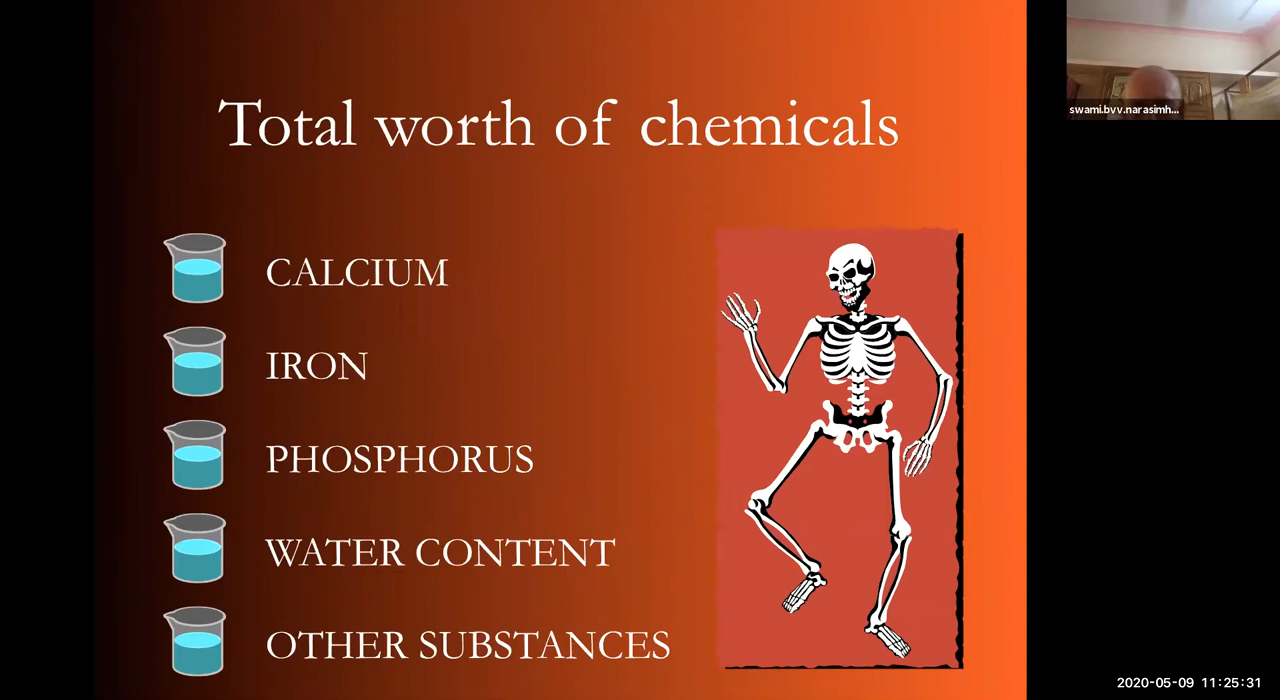 Total worth of chemicals
swami.bvv.narasimh...
CALCIUM
IRON
PHOSPHORUS
WATER CONTENT
OTHER SUBSTANCES
2020-05-09 11:25:31